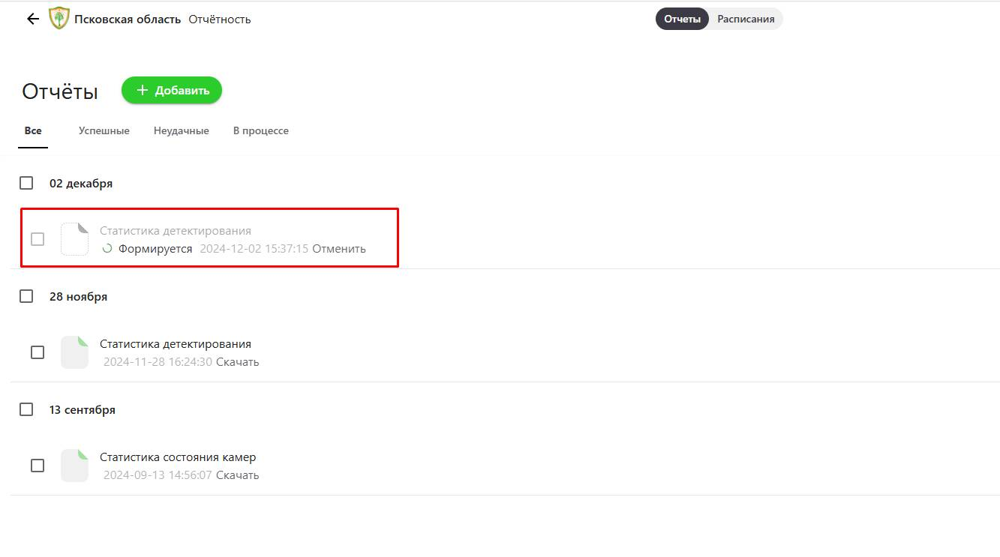 Псковская область Отчётность Отчеты Расписания
Отчёты + Добавить
Все Успешные Неудачные В процессе
02 декабря
Статистика детектирования
Формируется 2024-12-02 15:37:15 Отменить
28 ноября
Статистика детектирования
2024-11-28 16:24:30 Скачать
13 сентября
Статистика состояния камер
2024-09-13 14:56:07 Скачать